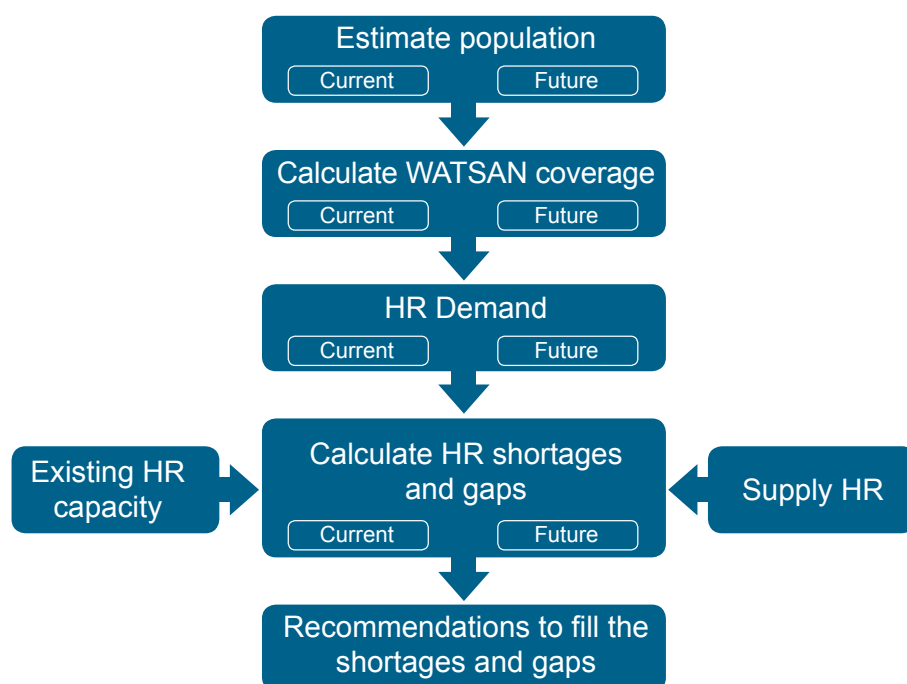 Estimate population
Current Future
Calculate WATSAN coverage
Current Future
HR Demand
Current Future
Existing HR
capacity
Calculate HR shortages
and gaps
Current Future
Supply HR
Recommendations to fill the
shortages and gaps